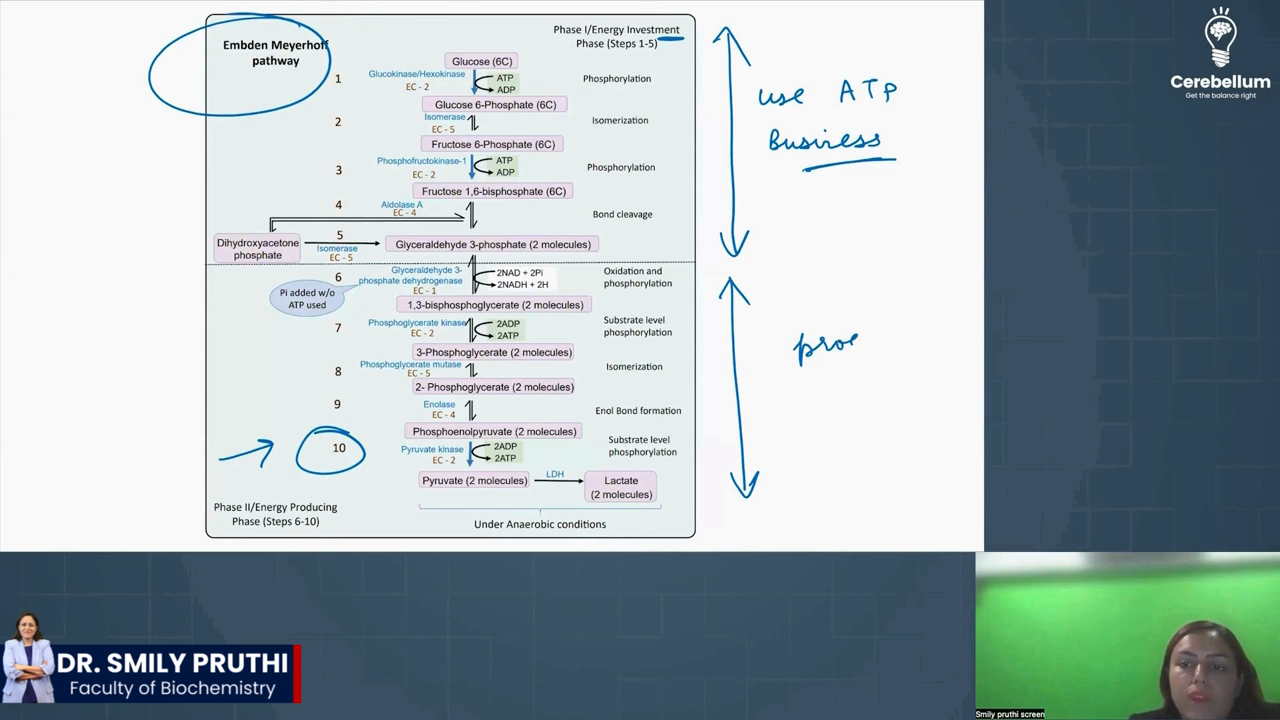 Embden Meyerhoff
pathway
Phase I/Energy Investment
Phase (Steps 1-5)
Glucose (6C)
1
Glucokinase/Hexokinase
EC - 2
ATP
ADP
Phosphorylation
Glucose 6-Phosphate (6C)
2
Isomerase
EC - 5
Isomerization
Fructose 6-Phosphate (6C)
3
Phosphofructokinase-1
EC - 2
ATP
ADP
Phosphorylation
Fructose 1,6-bisphosphate (6C)
4
Aldolase A
EC - 4
Bond cleavage
Dihydroxyacetone
phosphate
5
Isomerase
EC - 5
Glyceraldehyde 3-phosphate (2 molecules)
6
Glyceraldehyde 3-
phosphate dehydrogenase
EC - 1
2NAD + 2Pi
2NADH + 2H
Oxidation and
phosphorylation
Pi added w/o
ATP used
1,3-bisphosphoglycerate (2 molecules)
7
Phosphoglycerate kinase
EC - 2
2ADP
2ATP
Substrate level
phosphorylation
3-Phosphoglycerate (2 molecules)
8
Phosphoglycerate mutase
EC - 5
Isomerization
2- Phosphoglycerate (2 molecules)
9
Enolase
EC - 4
Enol Bond formation
Phosphoenolpyruvate (2 molecules)
10
Pyruvate kinase
EC - 2
2ADP
2ATP
Substrate level
phosphorylation
Pyruvate (2 molecules)
LDH
Lactate
(2 molecules)
Phase II/Energy Producing
Phase (Steps 6-10)
Under Anaerobic conditions
use ATP
Business
proe
Cerebellum
Get the balance right
DR. SMILY PRUTHI
Faculty of Biochemistry
Smily pruthi screen